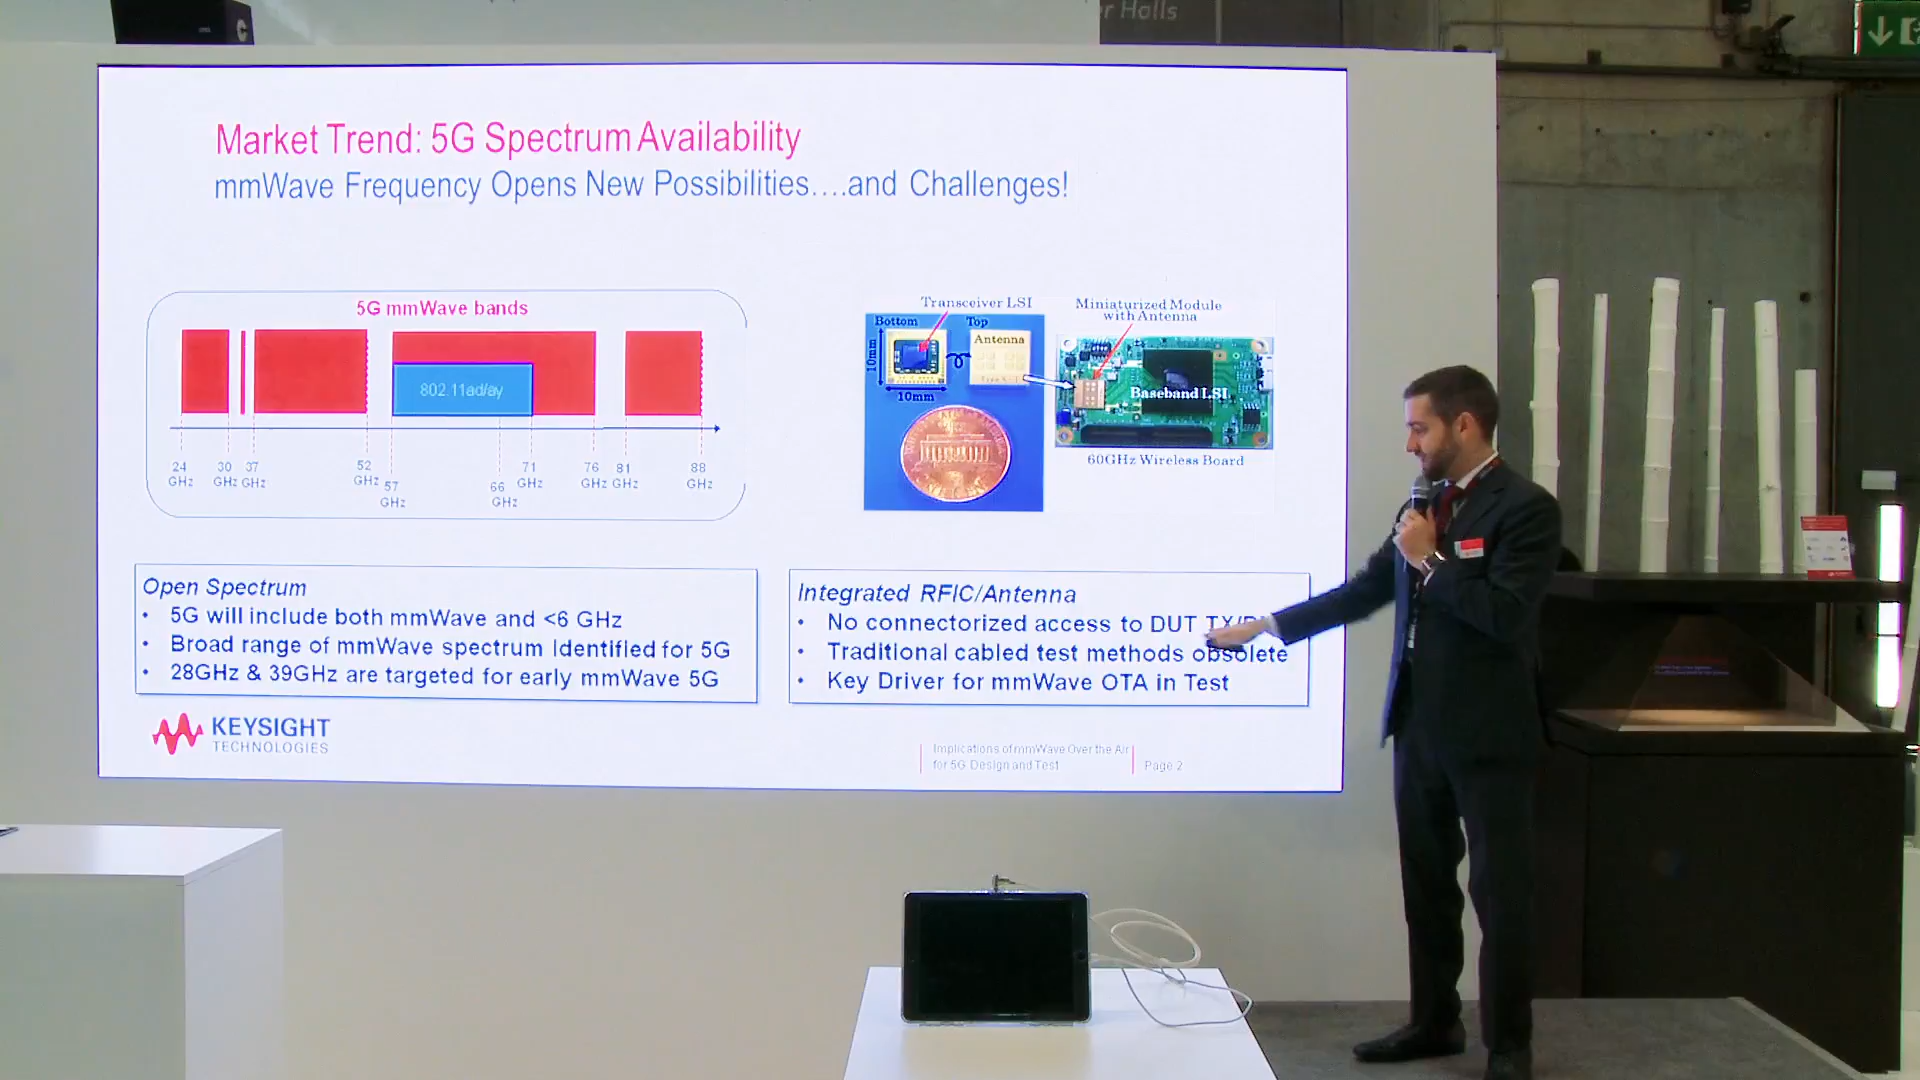 r Halls
Market Trend: 5G Spectrum Availability
mmWave Frequency Opens New Possibilities....and Challenges!
5G mmWave bands
802.11ad/ay
24 GHz
30 GHz
37 GHz
52 GHz
57 GHz
66 GHz
71 GHz
76 GHz
81 GHz
88 GHz
Transceiver LSI
Bottom
Top
Antenna
10mm
10mm
Miniaturized Module
with Antenna
Baseband LSI
60GHz Wireless Board
Open Spectrum
• 5G will include both mmWave and <6 GHz
• Broad range of mmWave spectrum Identified for 5G
• 28GHz & 39GHz are targeted for early mmWave 5G
Integrated RFIC/Antenna
• No connectorized access to DUT
• Traditional cabled test methods obsolete
• Key Driver for mmWave OTA in Test
KEYSIGHT
TECHNOLOGIES
Implications of mmWave Over the Air
for 5G Design and Test
Page 2